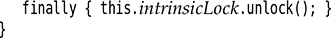 finally { this.intrinsicLock.unlock(); }
}